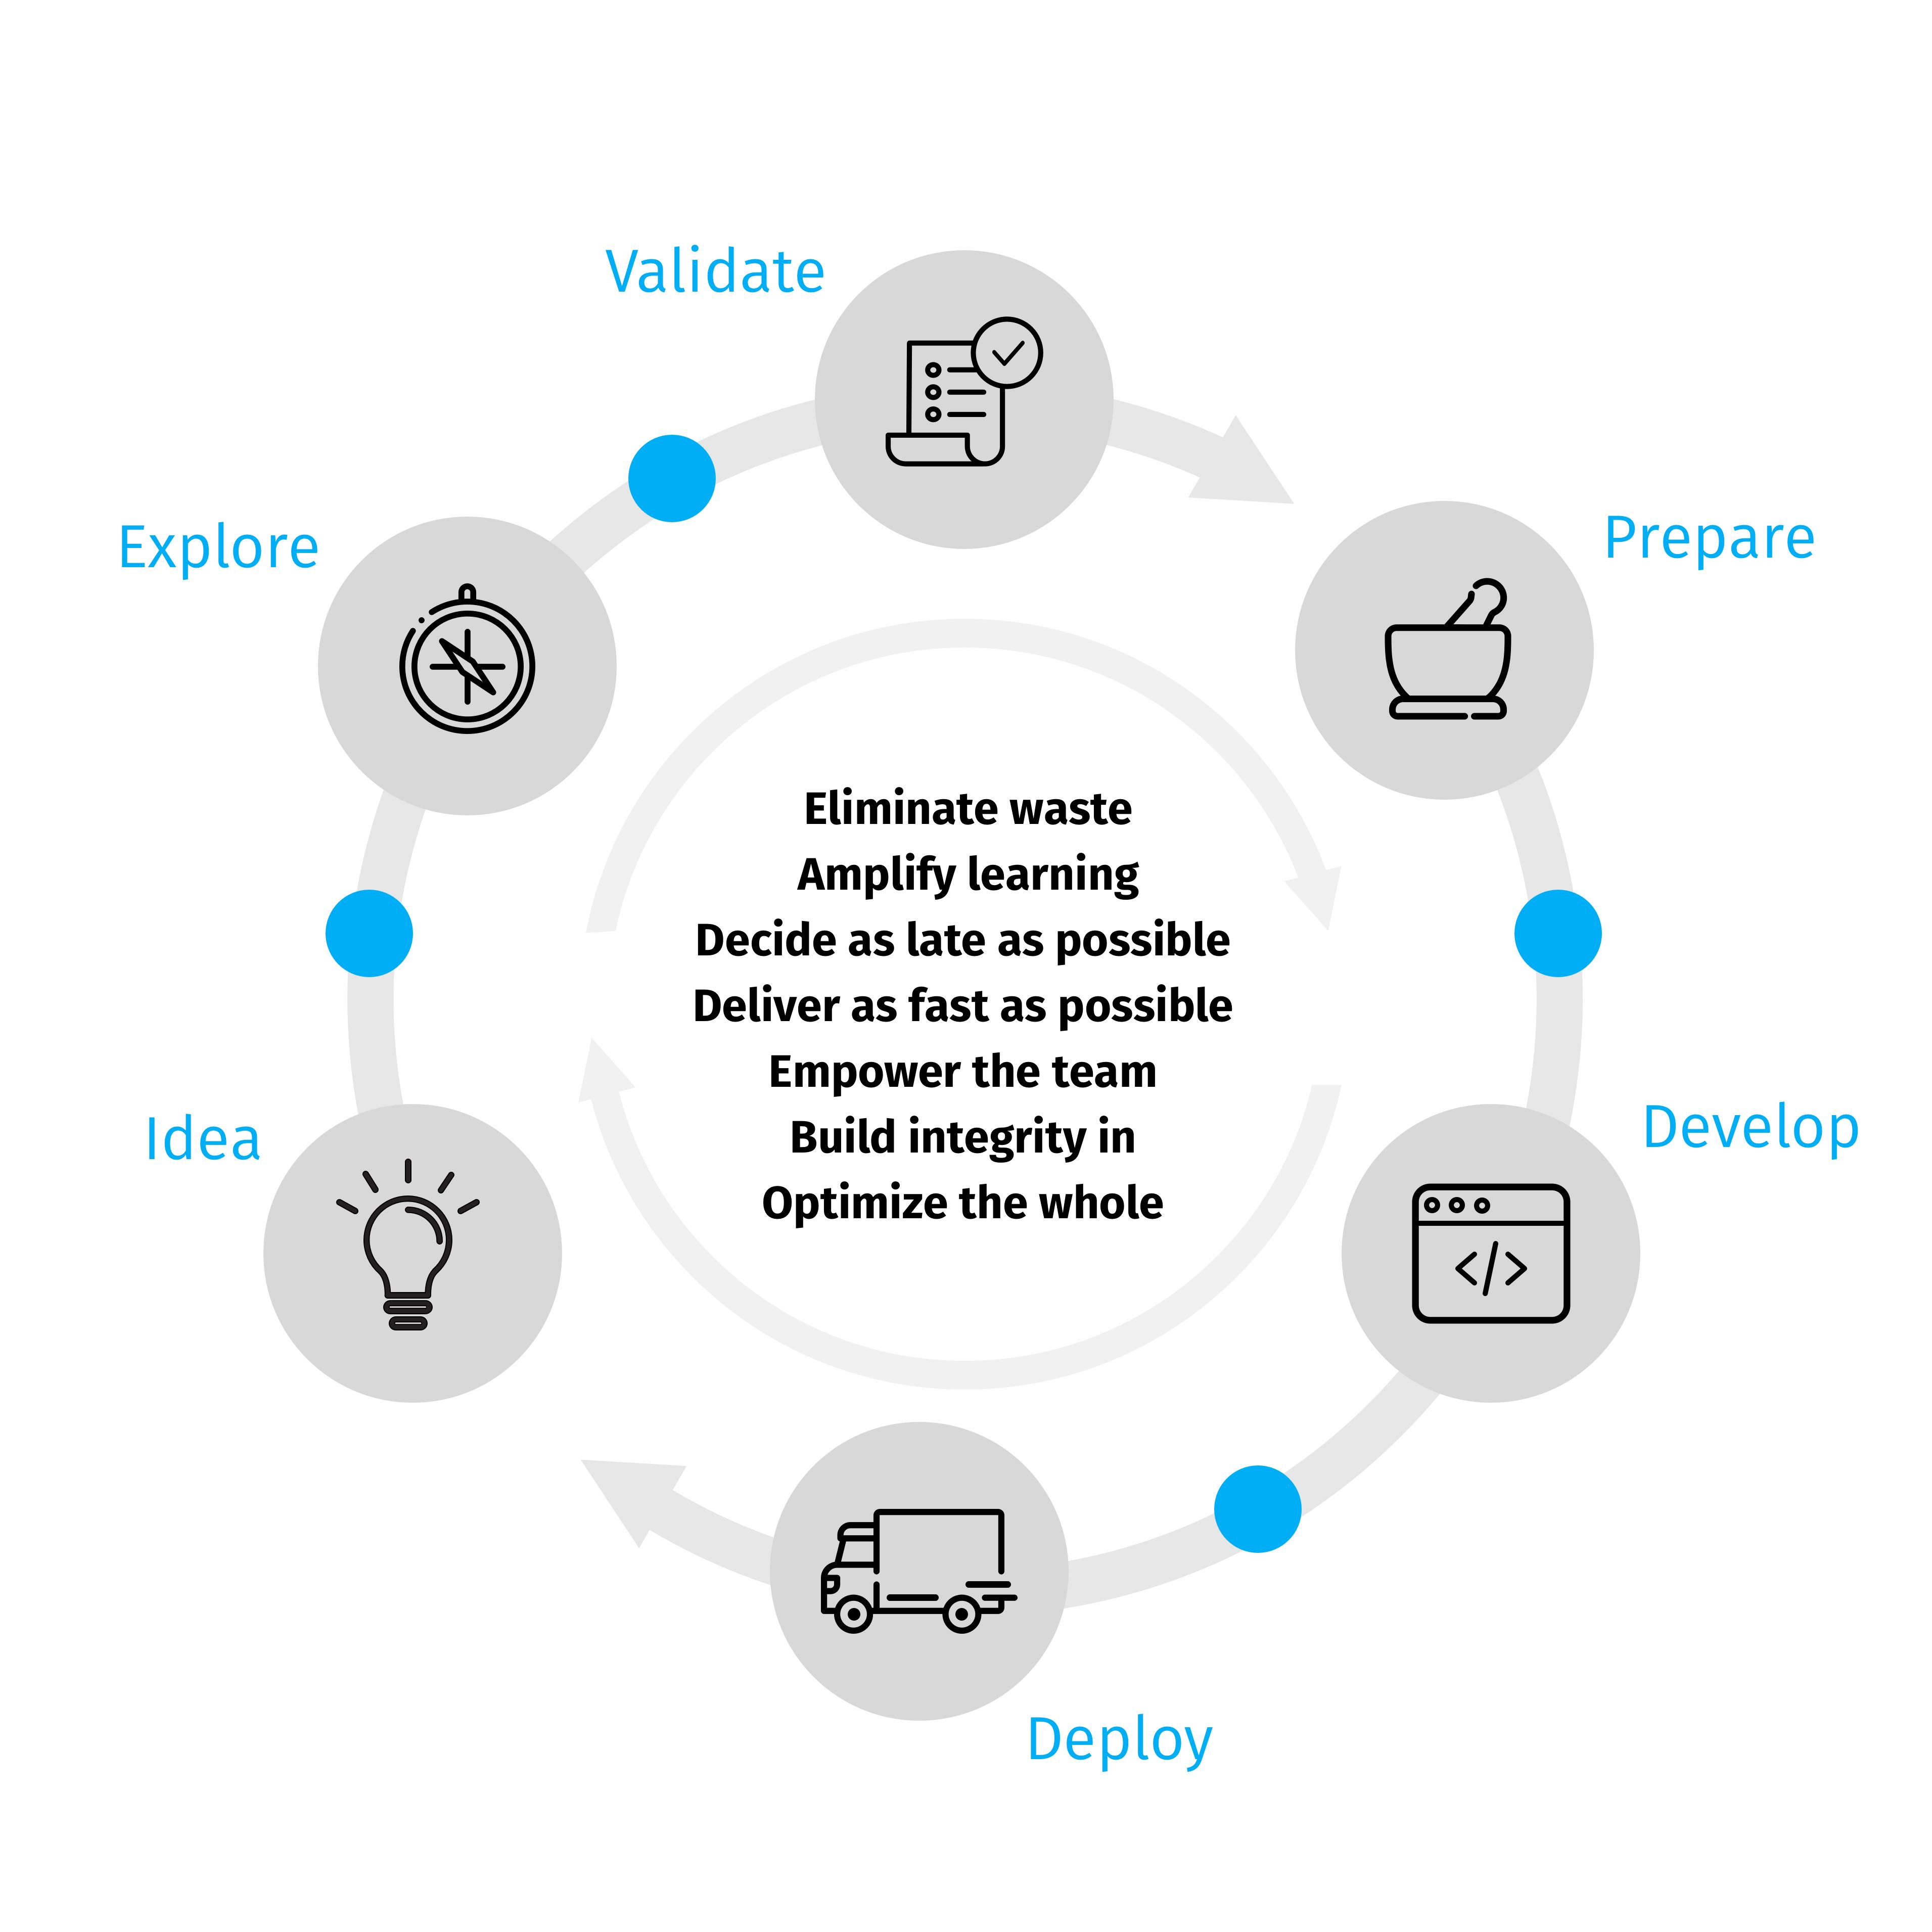 Validate
Explore
Prepare
Eliminate waste
Amplify learning
Decide as late as possible
Deliver as fast as possible
Empower the team
Build integrity in
Optimize the whole
Idea
Develop
</>
Deploy